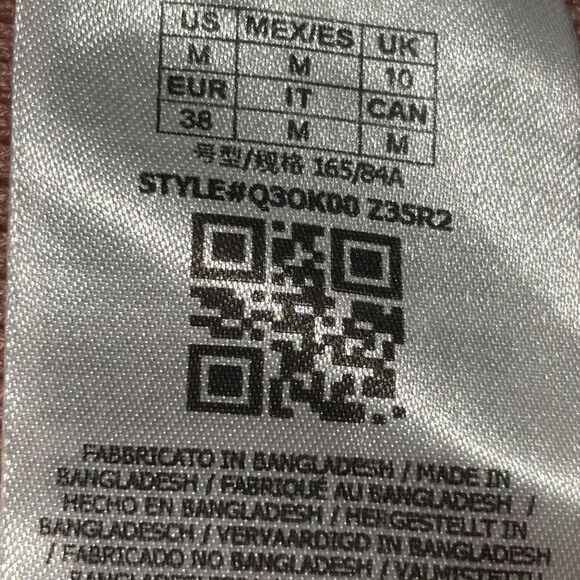 US MEX/ES UK
M M 10
EUR IT CAN
38 M M
号型/规格 165/84A
STYLE#Q3OK00 Z3SR2
FABBRICATO IN BANGLADESH / MADE IN
BANGLADESH / FABRIQUÉ AU BANGLADESH /
HECHO EN BANGLADESH / HERGESTELLT IN
BANGLADESCH / VERVAARDIGD IN BANGLADESH
/ FABRICADO NO BANGLADESH / VALMISTET